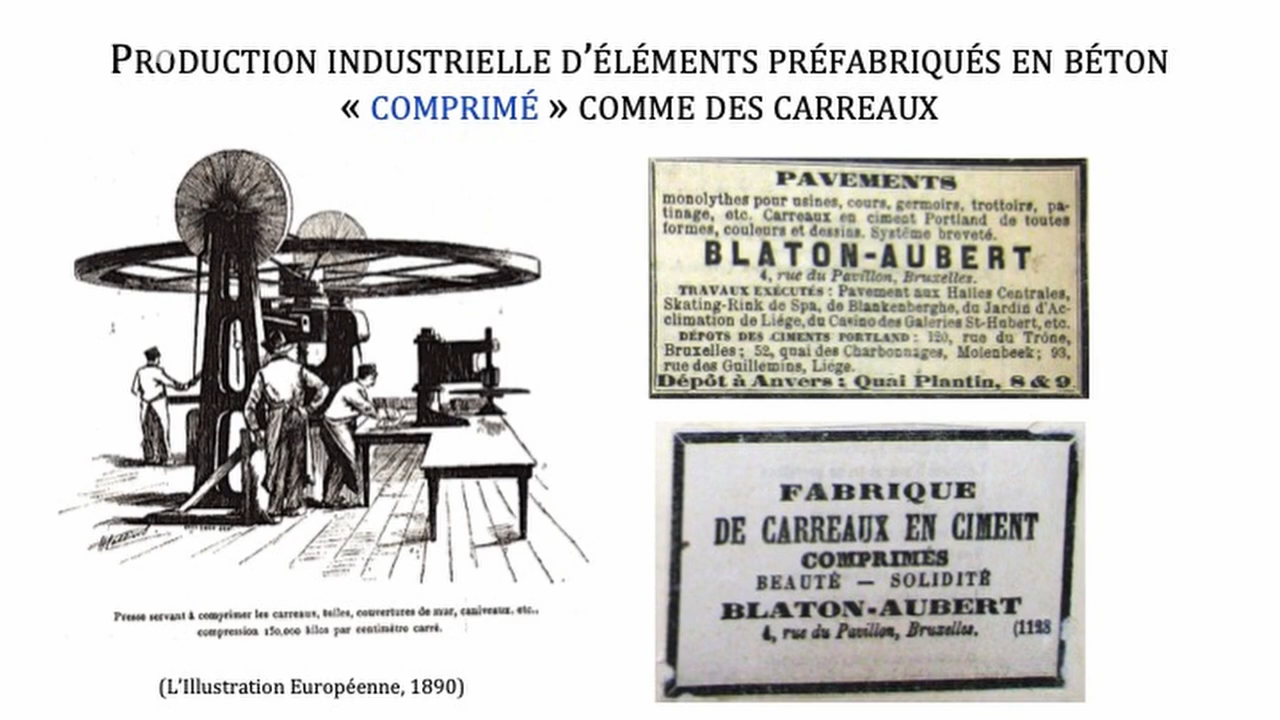 PRODUCTION INDUSTRIELLE D'ÉLÉMENTS PRÉFABRIQUÉS EN BÉTON
« COMPRIMÉ » COMME DES CARREAUX
Presse servant à comprimer les carreaux, tuiles, couvertures de mur, caniveaux, etc.,
compression 150,000 kilos par centimètre carré.
(L'Illustration Européenne, 1890)
PAVEMENTS
monolythes pour usines, cours, germoirs, trottoirs, pa-
tinage, etc. Carreaux en ciment Portland de toutes
formes, couleurs et dessins. Système breveté.
BLATON-AUBERT
4, rue du Pavillon, Bruxelles.
TRAVAUX EXÉCUTÉS : Pavement aux Halles Centrales,
Skating-Rink de Spa, de Blankenberghe, du Jardin d'Ac-
climation de Liége, du Casino des Galeries St-Hubert, etc.
DÉPOTS DES CIMENTS PORTLAND : 120, rue du Trône,
Bruxelles ; 52, quai des Charbonnages, Molenbeek ; 93,
rue des Guillemins, Liége.
Dépôt à Anvers : Quai Plantin, 8 & 9
FABRIQUE
DE CARREAUX EN CIMENT
COMPRIMÉS
BEAUTÉ — SOLIDITÉ
BLATON-AUBERT
4, rue du Pavillon, Bruxelles. (1128